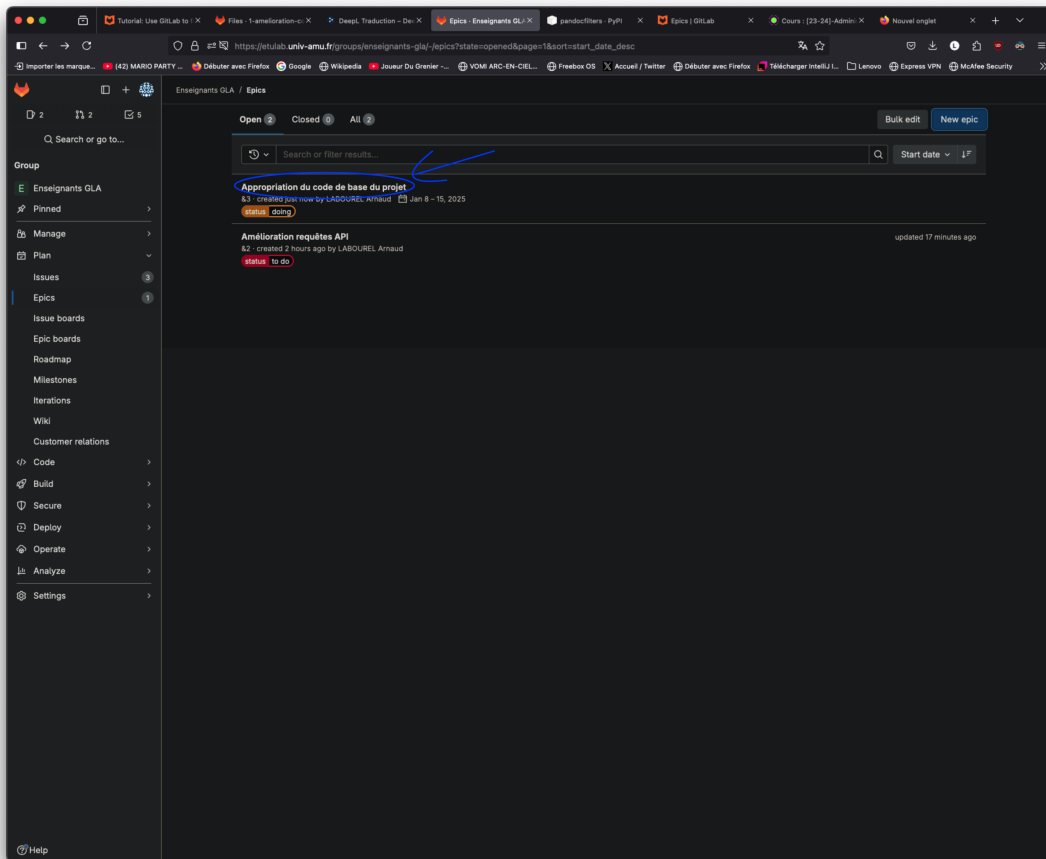 Tutorial: Use GitLab to
Files · 1-amelioration-c
DeepL Traduction – Dee
Epics · Enseignants GLA
pandocfilters · PyPI
Epics | GitLab
Cours : [23-24]-Admin
Nouvel onglet
https://etulab.univ-amu.fr/groups/enseignants-gla/-/epics?state=opened&page=1&sort=start_date_desc
Importer les marque...
(42) MARIO PARTY ...
Débuter avec Firefox
Google
Wikipedia
Joueur Du Grenier -...
VOMI ARC-EN-CIEL...
Freebox OS
Accueil / Twitter
Débuter avec Firefox
Télécharger IntelliJ I...
Lenovo
Express VPN
McAfee Security
Enseignants GLA / Epics
2 2 5
Search or go to...
Group
E Enseignants GLA
Pinned
Manage
Plan
Issues 3
Epics 1
Issue boards
Epic boards
Roadmap
Milestones
Iterations
Wiki
Customer relations
Code
Build
Secure
Deploy
Operate
Analyze
Settings
Help
Open 2 Closed 0 All 2
Bulk edit New epic
Search or filter results...
Start date
Appropriation du code de base du projet
&3 · created just now by LABOUREL Arnaud Jan 8 – 15, 2025
status doing
Amélioration requêtes API
updated 17 minutes ago
&2 · created 2 hours ago by LABOUREL Arnaud
status to do